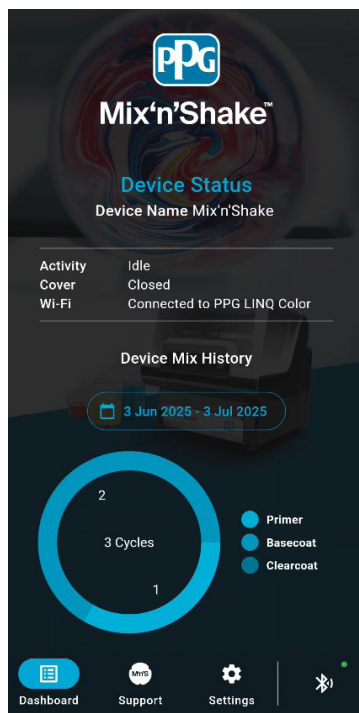 PPG
Mix'n'Shake™
Device Status
Device Name Mix'n'Shake
Activity Idle
Cover Closed
Wi-Fi Connected to PPG LINQ Color
Device Mix History
3 Jun 2025 - 3 Jul 2025
2
3 Cycles
1
Primer
Basecoat
Clearcoat
MnS
Dashboard Support Settings